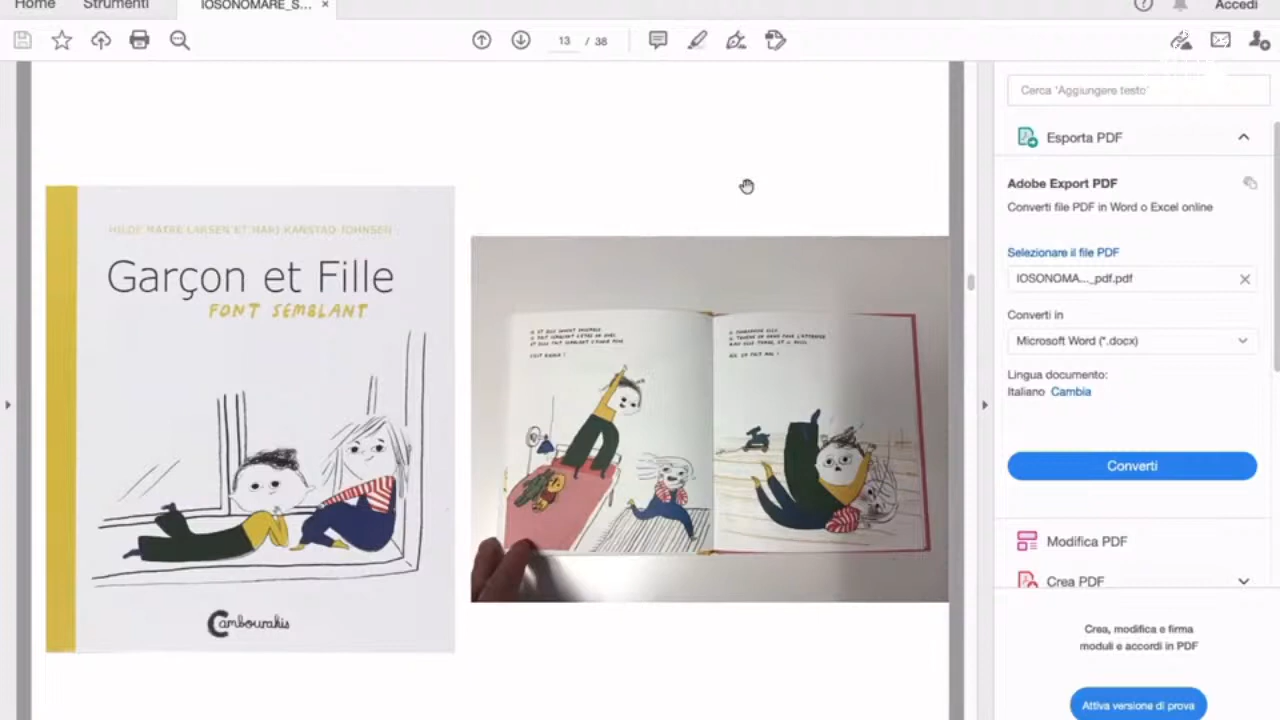 Home
Strumenti
IOSONOMARE_S... ×
Accedi
13 / 38
Cerca 'Aggiungere testo'
Esporta PDF
Adobe Export PDF
Converti file PDF in Word o Excel online
Selezionare il file PDF
IOSONOMA..._pdf.pdf
Converti in
Microsoft Word (*.docx)
Lingua documento:
Italiano Cambia
Converti
Modifica PDF
Crea PDF
Crea, modifica e firma
moduli e accordi in PDF
Attiva versione di prova
HILDE MATRE LARSEN ET MARI KANSTAD JOHNSEN
Garçon et Fille
FONT SEMBLANT
Cambourakis